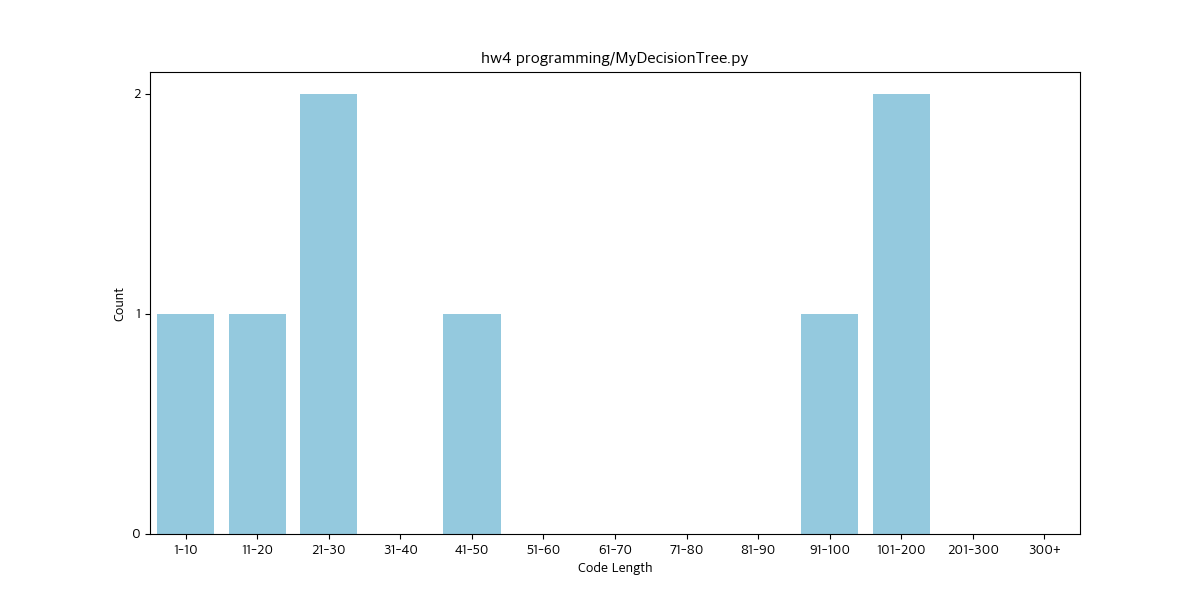 hw4 programming/MyDecisionTree.py
2
1
0
Count
1-10 11-20 21-30 31-40 41-50 51-60 61-70 71-80 81-90 91-100 101-200 201-300 300+
Code Length